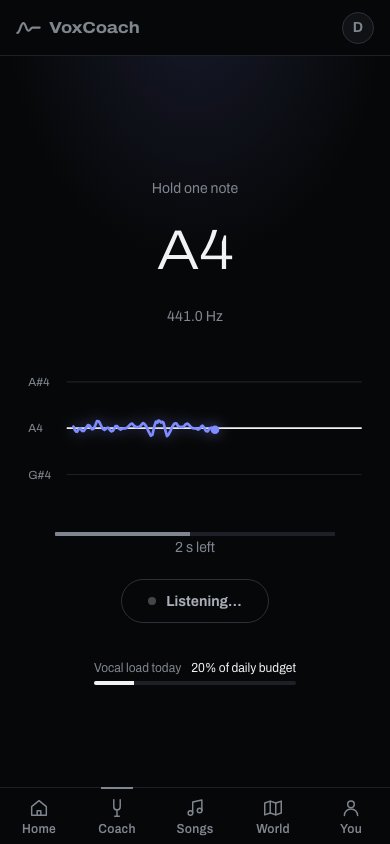 VoxCoach
D
Hold one note
A4
441.0 Hz
A#4
A4
G#4
2 s left
Listening...
Vocal load today 20% of daily budget
Home Coach Songs World You